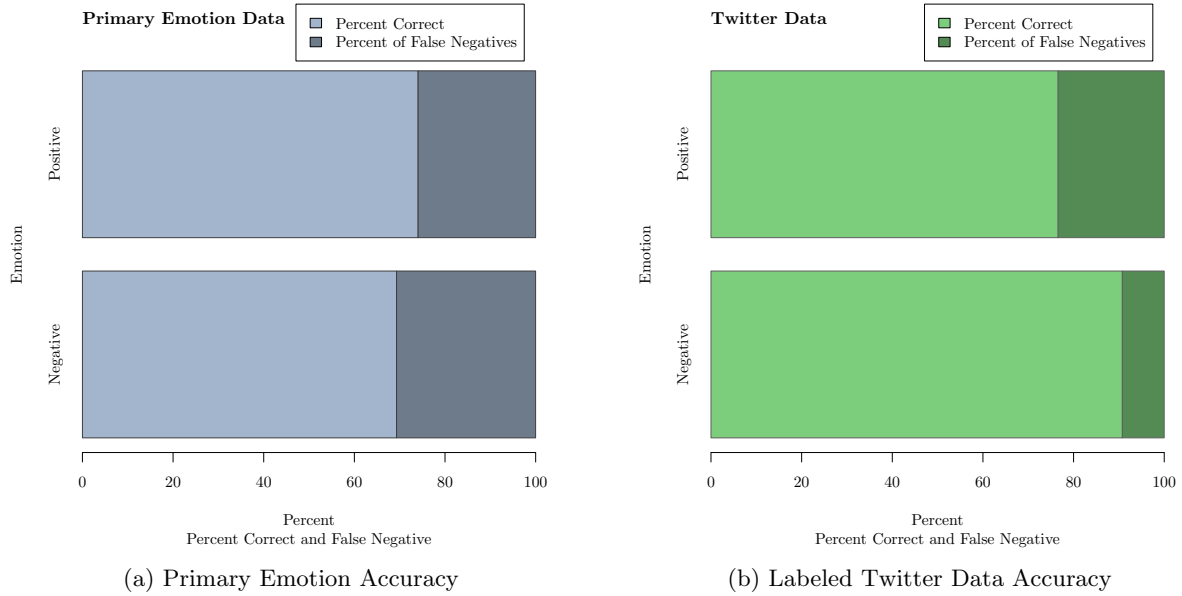 Primary Emotion Data
Percent Correct
Percent of False Negatives
Emotion
Positive
Negative
0 20 40 60 80 100
Percent
Percent Correct and False Negative
(a) Primary Emotion Accuracy
Twitter Data
Percent Correct
Percent of False Negatives
Emotion
Positive
Negative
0 20 40 60 80 100
Percent
Percent Correct and False Negative
(b) Labeled Twitter Data Accuracy